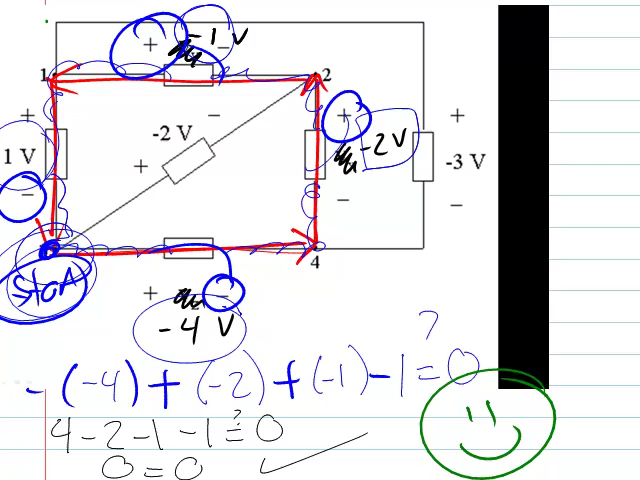 + -1 V
-
1 2
+ -2 V - + +
1 V + -2 V -3 V
- - -
Start 4
+ -
-4 V
?
- (-4) + (-2) + (-1) - 1 = 0
4 - 2 - 1 - 1 ?= 0
0 = 0 ✓